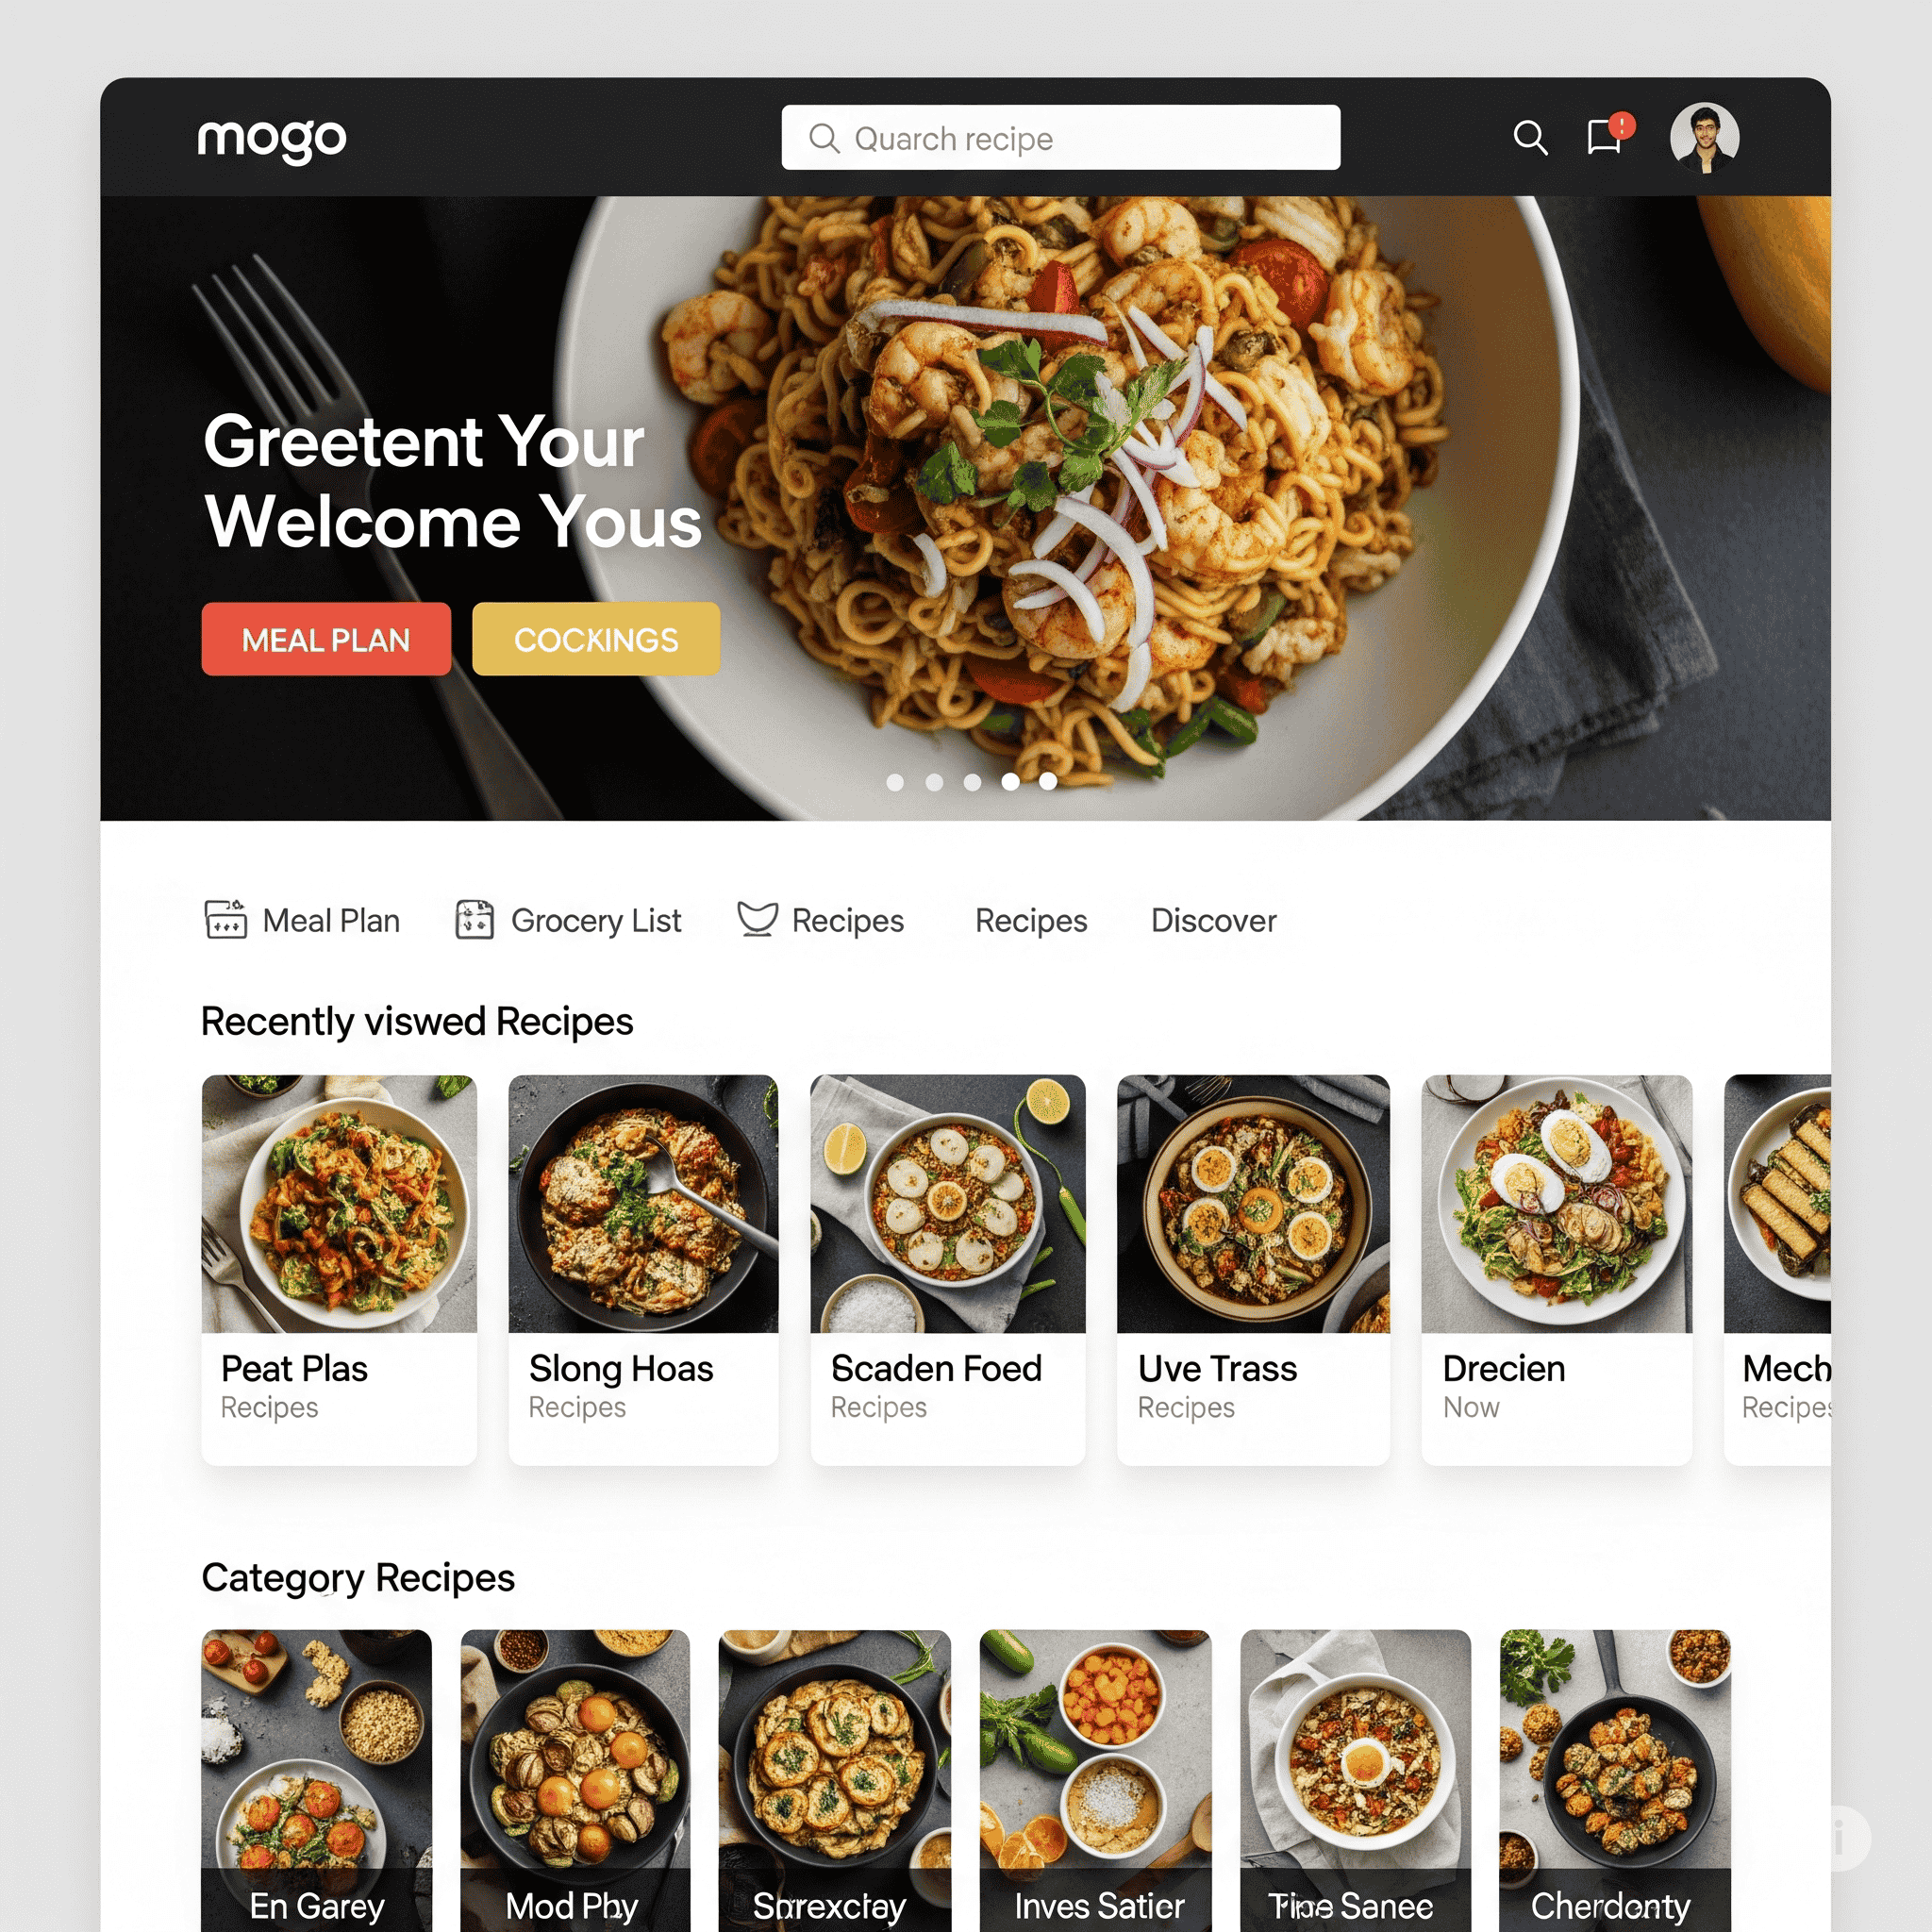 mogo
Quarch recipe
Greetent Your
Welcome Yous
MEAL PLAN
COCKINGS
Meal Plan
Grocery List
Recipes
Recipes
Discover
Recently viswed Recipes
Peat Plas
Recipes
Slong Hoas
Recipes
Scaden Foed
Recipes
Uve Trass
Recipes
Drecien
Now
Mech
Recipes
Category Recipes
En Garey
Mod Phy
Inves Satier
Sanee
Cherdonty